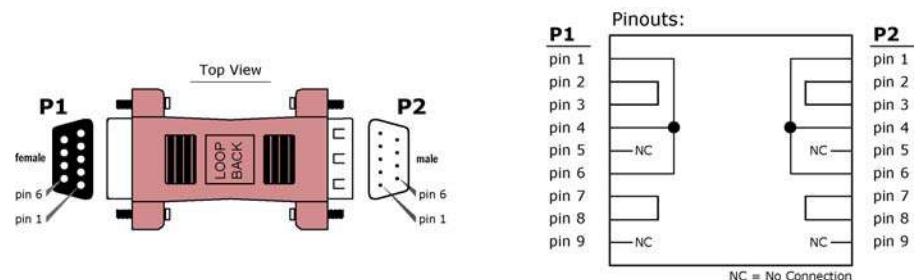 Top View
P1
P2
female
male
LOOP
BACK
pin 6
pin 1
pin 6
pin 1
Pinouts:
P1
P2
pin 1
pin 1
pin 2
pin 2
pin 3
pin 3
pin 4
pin 4
pin 5
NC
NC
pin 5
pin 6
pin 6
pin 7
pin 7
pin 8
pin 8
pin 9
NC
NC
pin 9
NC = No Connection